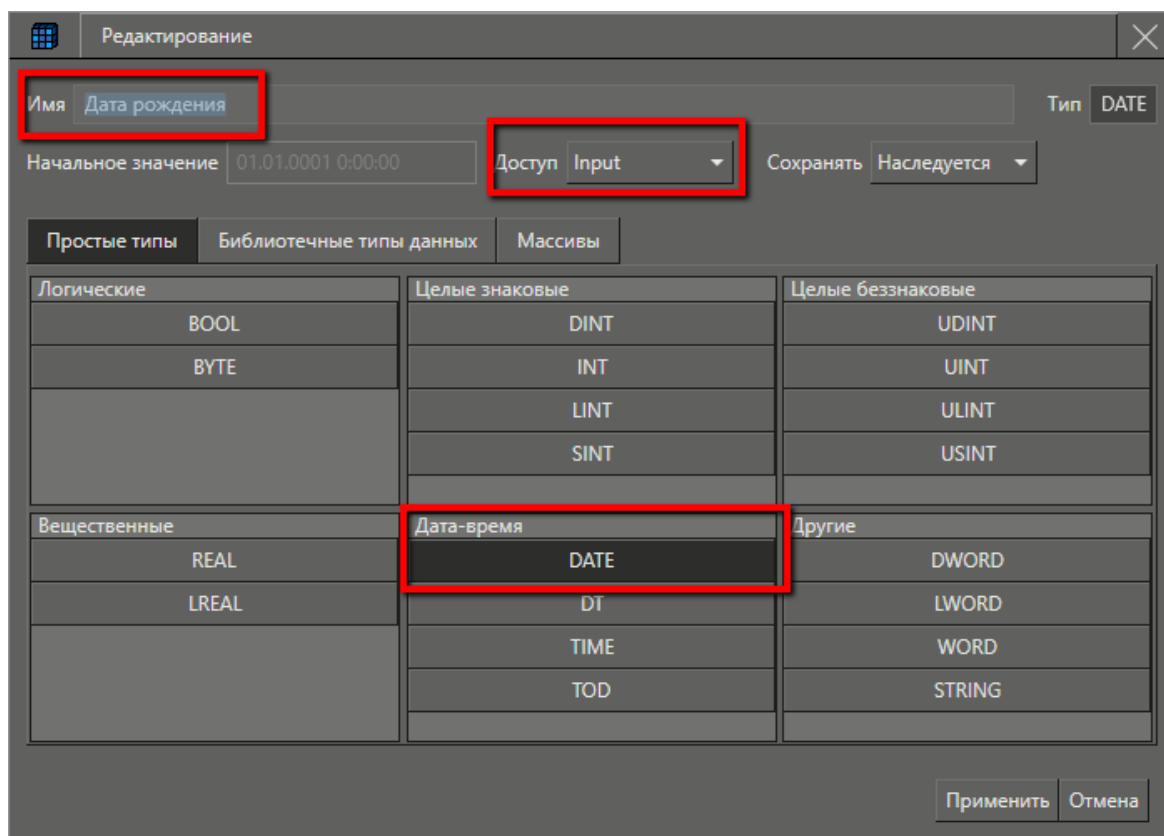 Редактирование
Имя Дата рождения Тип DATE
Начальное значение 01.01.0001 0:00:00 Доступ Input Сохранять Наследуется
Простые типы Библиотечные типы данных Массивы
Логические
BOOL
BYTE
Целые знаковые
DINT
INT
LINT
SINT
Целые беззнаковые
UDINT
UINT
ULINT
USINT
Вещественные
REAL
LREAL
Дата-время
DATE
DT
TIME
TOD
Другие
DWORD
LWORD
WORD
STRING
Применить Отмена